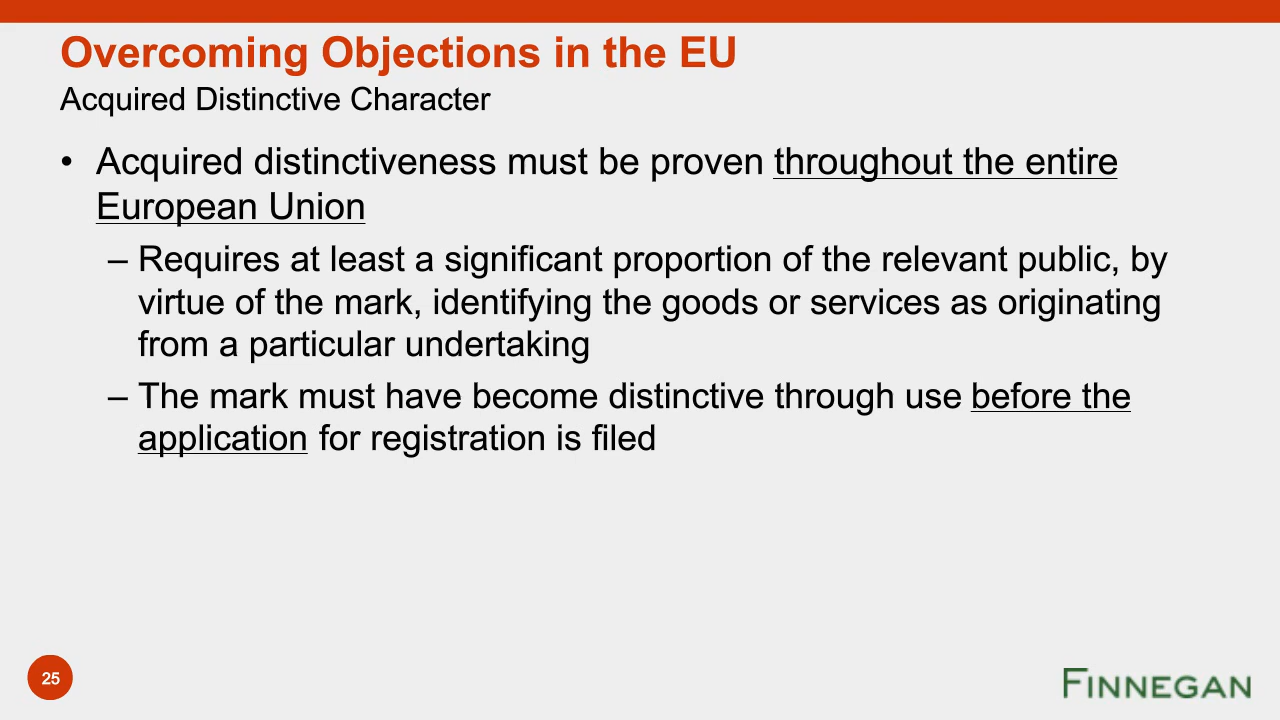 Overcoming Objections in the EU
Acquired Distinctive Character
• Acquired distinctiveness must be proven throughout the entire
European Union
– Requires at least a significant proportion of the relevant public, by
virtue of the mark, identifying the goods or services as originating
from a particular undertaking
– The mark must have become distinctive through use before the
application for registration is filed
25
FINNEGAN